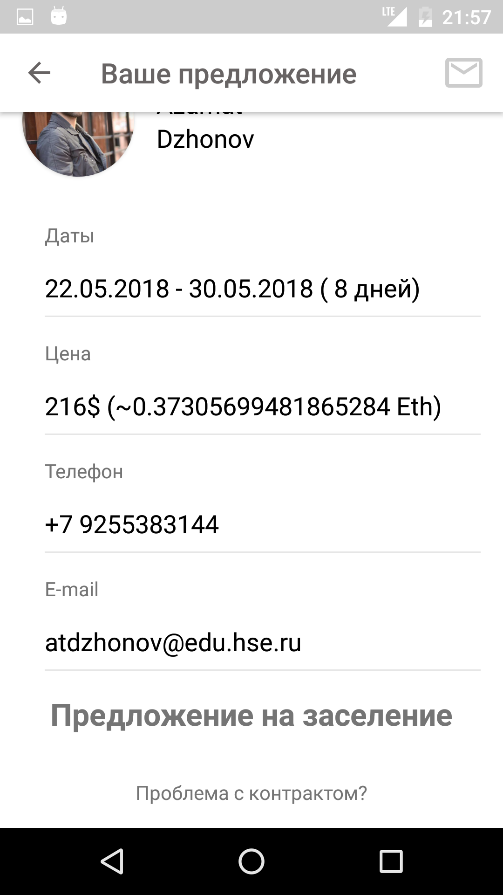 LTE 21:57
Ваше предложение
Dzhonov
Даты
22.05.2018 - 30.05.2018 ( 8 дней)
Цена
216$ (~0.37305699481865284 Eth)
Телефон
+7 9255383144
E-mail
atdzhonov@edu.hse.ru
Предложение на заселение
Проблема с контрактом?